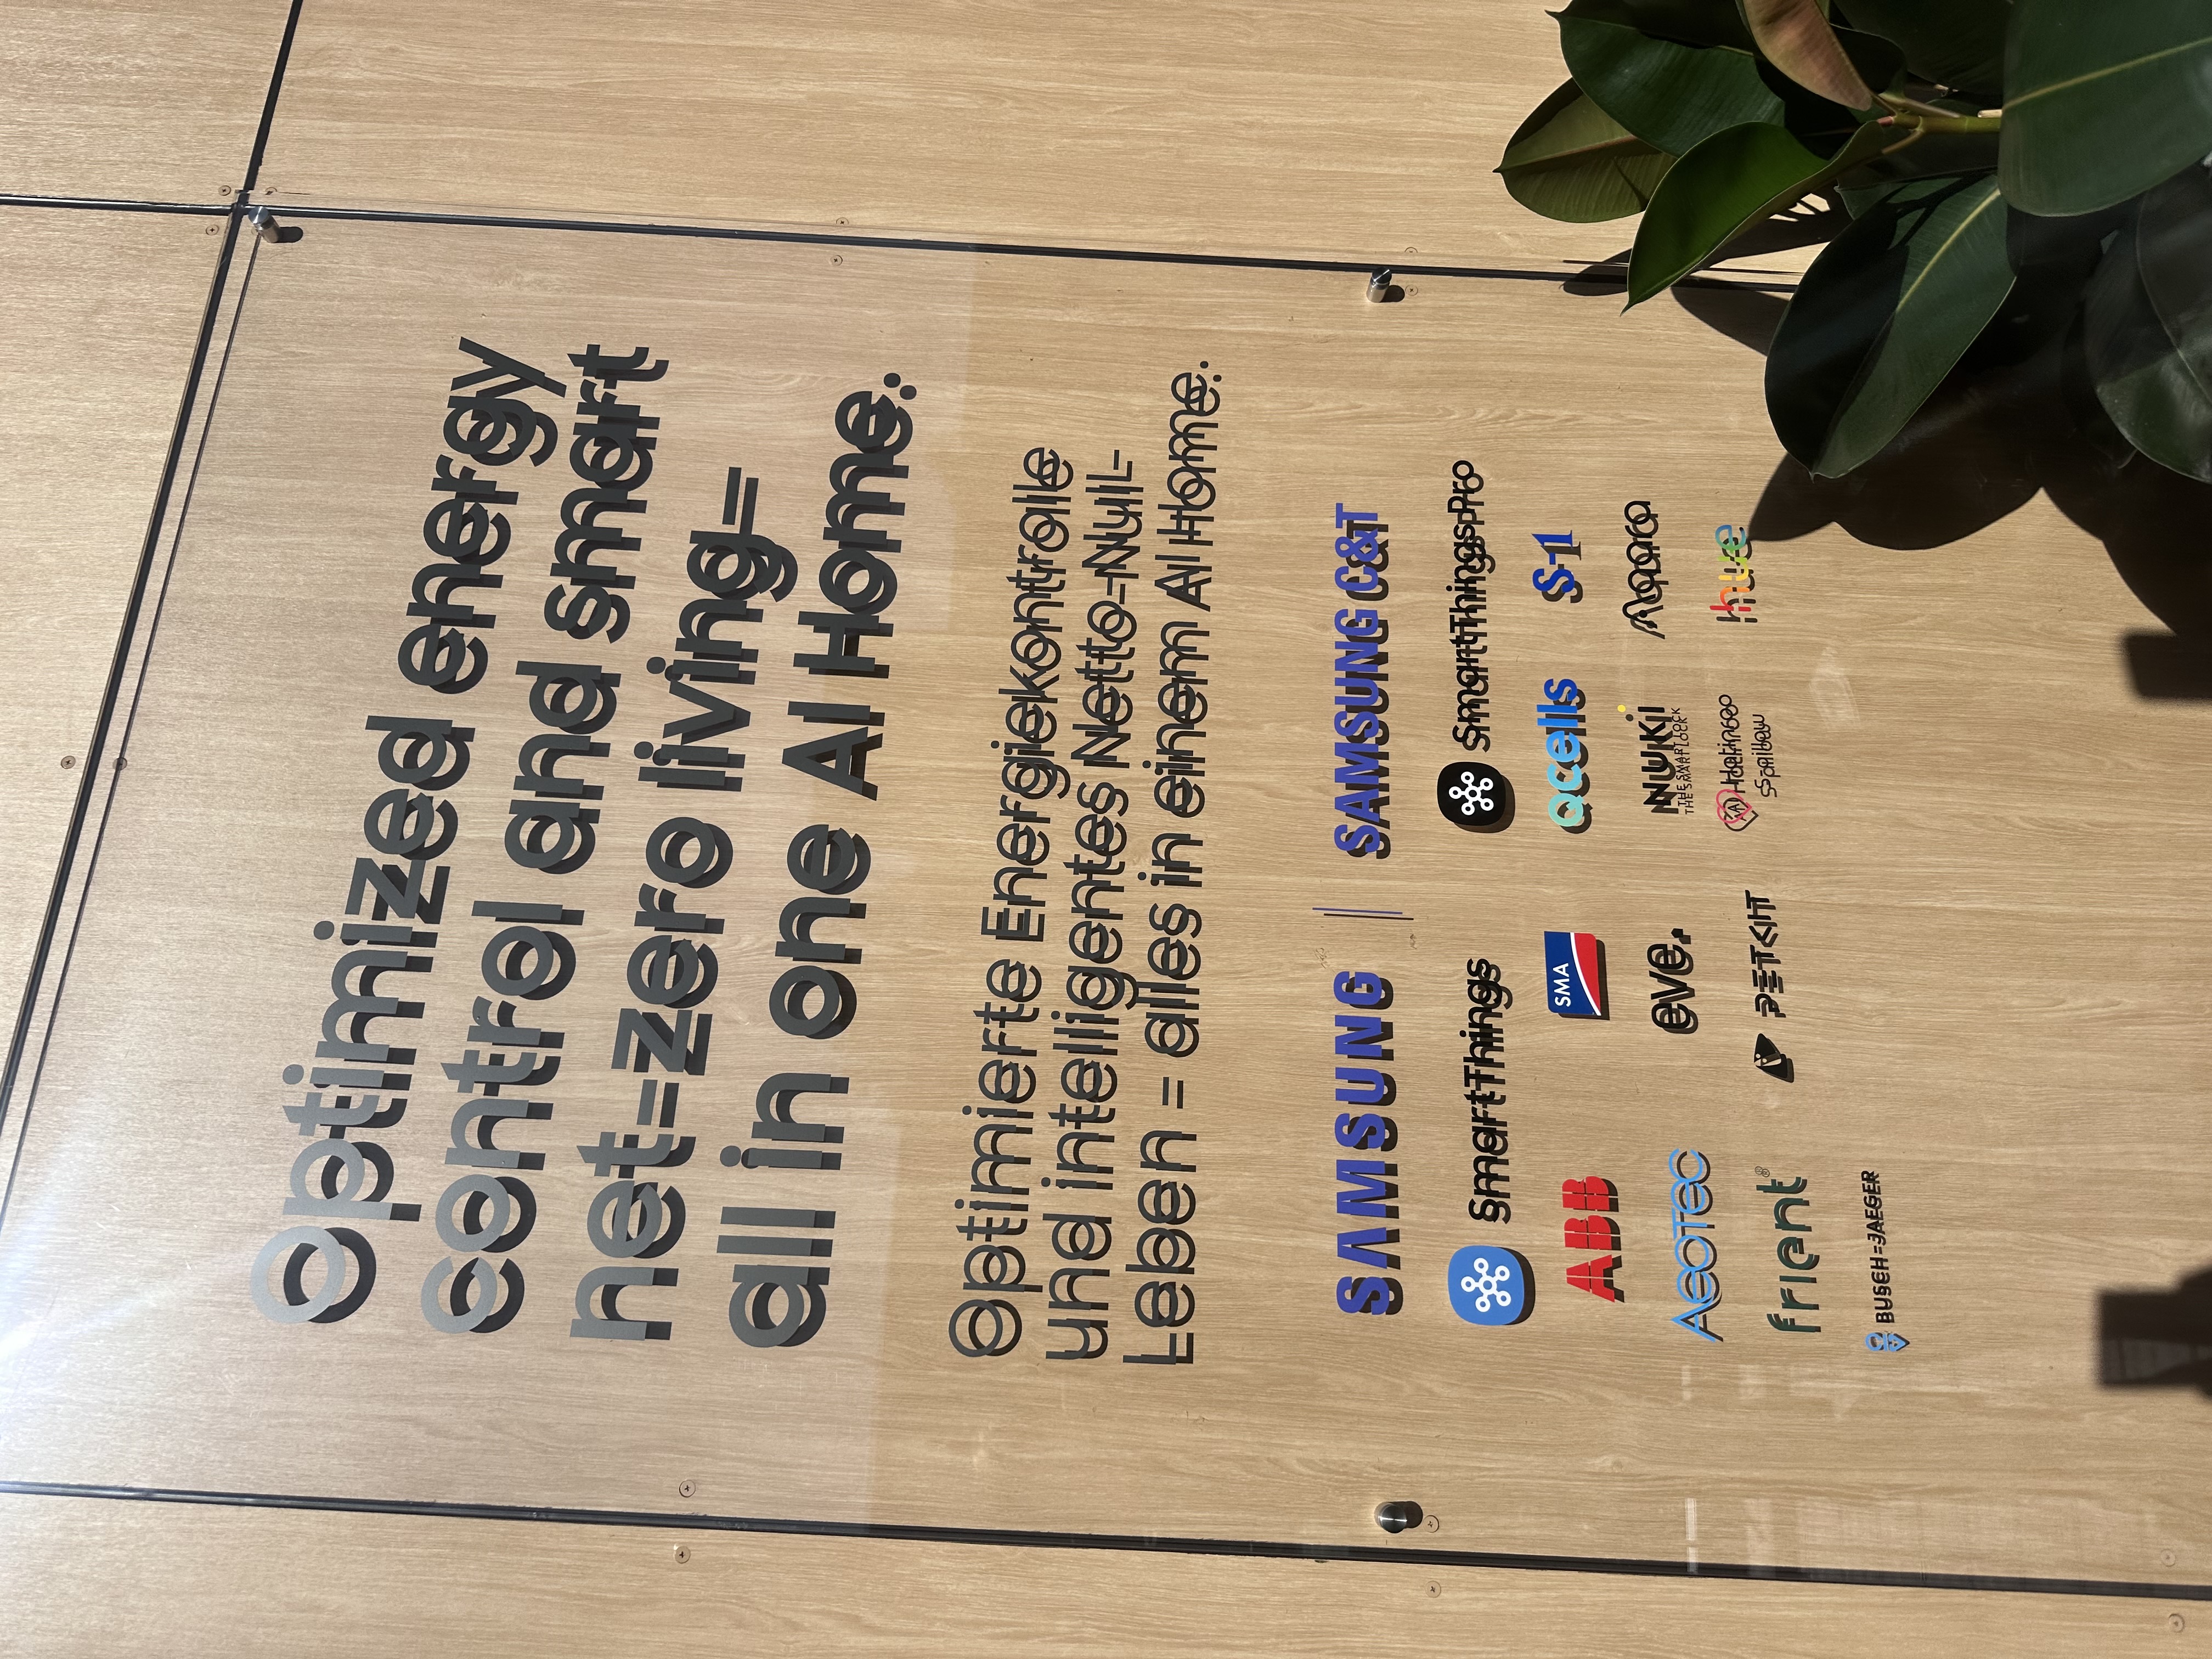 Optimized energy
control and smart
net-zero living -
all in one AI Home.
Optimierte Energiekontrolle
und intelligentes Netto-Null-
Leben – alles in einem AI Home.
SAMSUNG | SAMSUNG C&T
SmartThings SmartThings Pro
ABB SMA Qcells S-1
AEOTEC eve. NUKI Aqara
THE SMART LOCK
frient® PETKIT hue
BUSCH-JAEGER